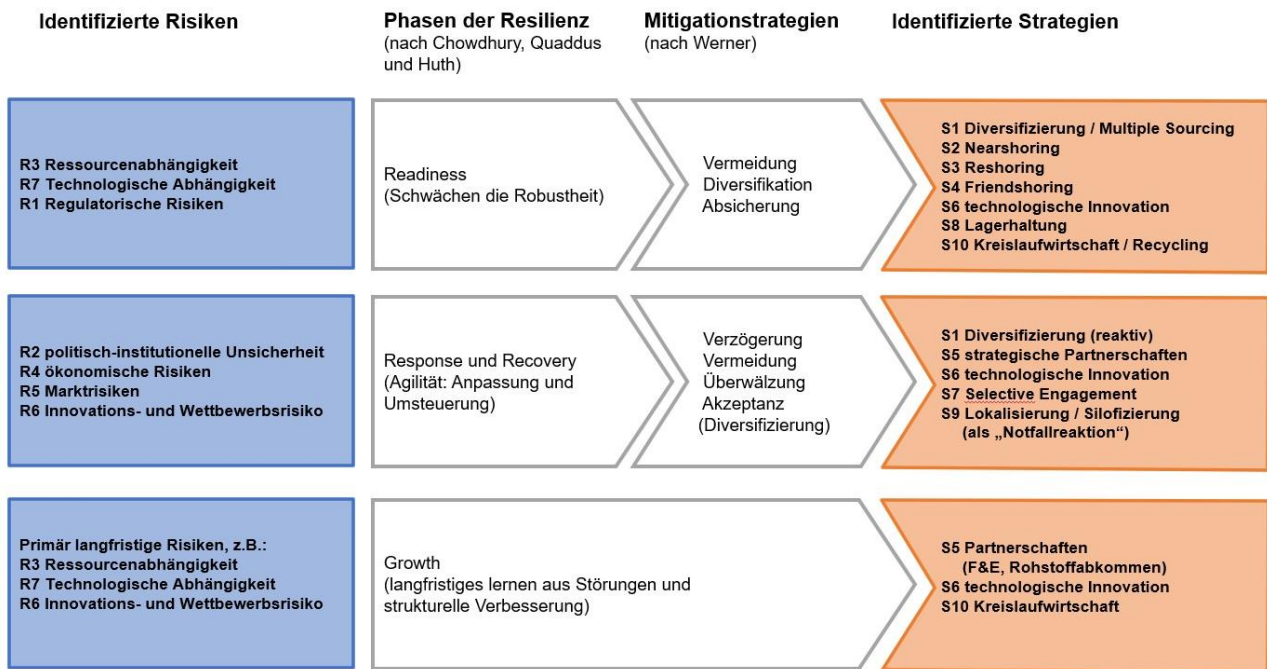 Identifizierte Risiken
Phasen der Resilienz
(nach Chowdhury, Quaddus
und Huth)
Mitigationstrategien
(nach Werner)
Identifizierte Strategien
R3 Ressourcenabhängigkeit
R7 Technologische Abhängigkeit
R1 Regulatorische Risiken
Readiness
(Schwächen die Robustheit)
Vermeidung
Diversifikation
Absicherung
S1 Diversifizierung / Multiple Sourcing
S2 Nearshoring
S3 Reshoring
S4 Friendshoring
S6 technologische Innovation
S8 Lagerhaltung
S10 Kreislaufwirtschaft / Recycling
R2 politisch-institutionelle Unsicherheit
R4 ökonomische Risiken
R5 Marktrisiken
R6 Innovations- und Wettbewerbsrisiko
Response und Recovery
(Agilität: Anpassung und
Umsteuerung)
Verzögerung
Vermeidung
Überwälzung
Akzeptanz
(Diversifizierung)
S1 Diversifizierung (reaktiv)
S5 strategische Partnerschaften
S6 technologische Innovation
S7 Selective Engagement
S9 Lokalisierung / Silofizierung
(als „Notfallreaktion“)
Primär langfristige Risiken, z.B.:
R3 Ressourcenabhängigkeit
R7 Technologische Abhängigkeit
R6 Innovations- und Wettbewerbsrisiko
Growth
(langfristiges lernen aus Störungen und
strukturelle Verbesserung)
S5 Partnerschaften
(F&E, Rohstoffabkommen)
S6 technologische Innovation
S10 Kreislaufwirtschaft